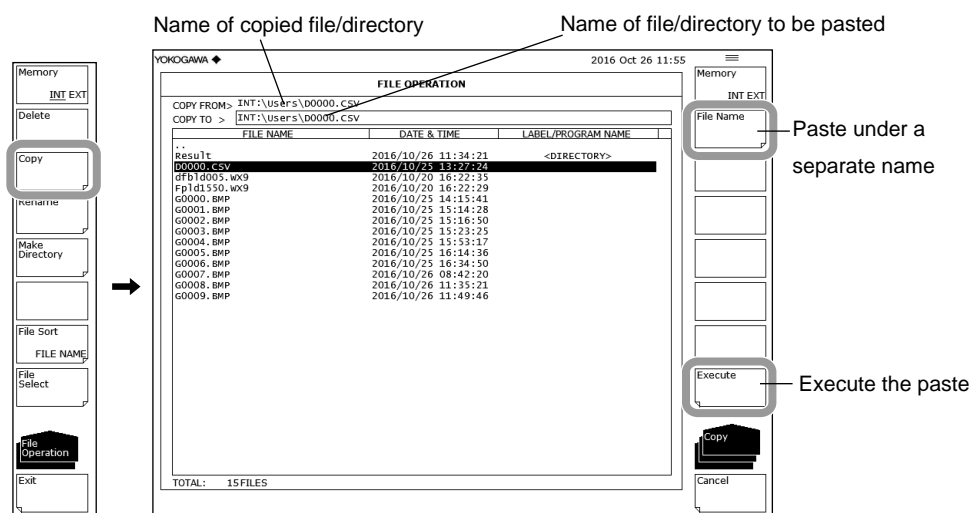 Name of copied file/directory
Name of file/directory to be pasted
Memory
INT EXT
Delete
Copy
Rename
Make
Directory
File Sort
FILE NAME
File
Select
File
Operation
Exit
YOKOGAWA 2016 Oct 26 11:55
FILE OPERATION
COPY FROM> INT:\Users\D0000.CSV
COPY TO > INT:\Users\D0000.CSV
FILE NAME DATE & TIME LABEL/PROGRAM NAME
..
Result 2016/10/26 11:34:21 <DIRECTORY>
D0000.CSV 2016/10/25 13:27:24
dfbld005.WX9 2016/10/20 16:22:35
Fpld1550.WX9 2016/10/20 16:22:29
G0000.BMP 2016/10/25 14:15:41
G0001.BMP 2016/10/25 15:14:28
G0002.BMP 2016/10/25 15:16:50
G0003.BMP 2016/10/25 15:23:25
G0004.BMP 2016/10/25 15:53:17
G0005.BMP 2016/10/25 16:14:36
G0006.BMP 2016/10/25 16:34:50
G0007.BMP 2016/10/26 08:42:20
G0008.BMP 2016/10/26 11:35:21
G0009.BMP 2016/10/26 11:49:46
TOTAL: 15FILES
Memory
INT EXT
File Name
Execute
Copy
Cancel
Paste under a
separate name
Execute the paste